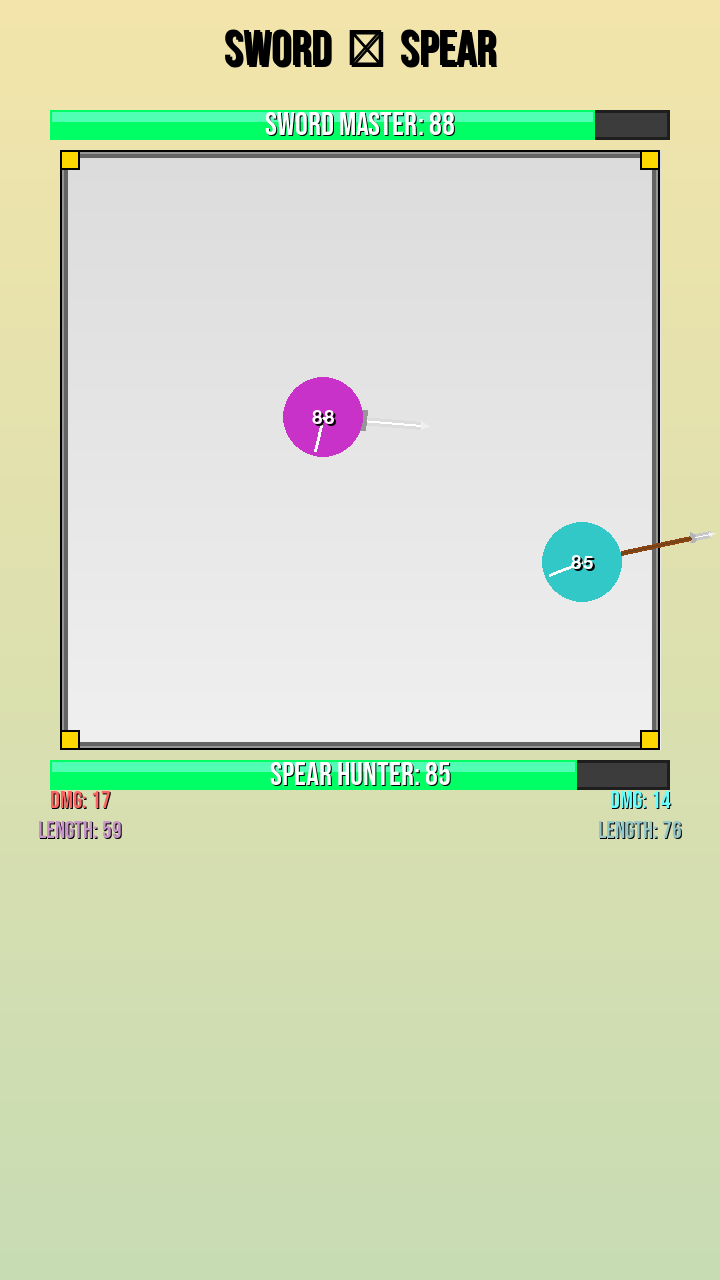 SWORD ☒ SPEAR
SWORD MASTER: 88
88
85
SPEAR HUNTER: 85
DMG: 17
DMG: 14
LENGTH: 59
LENGTH: 76